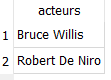 acteurs
1 Bruce Willis
2 Robert De Niro